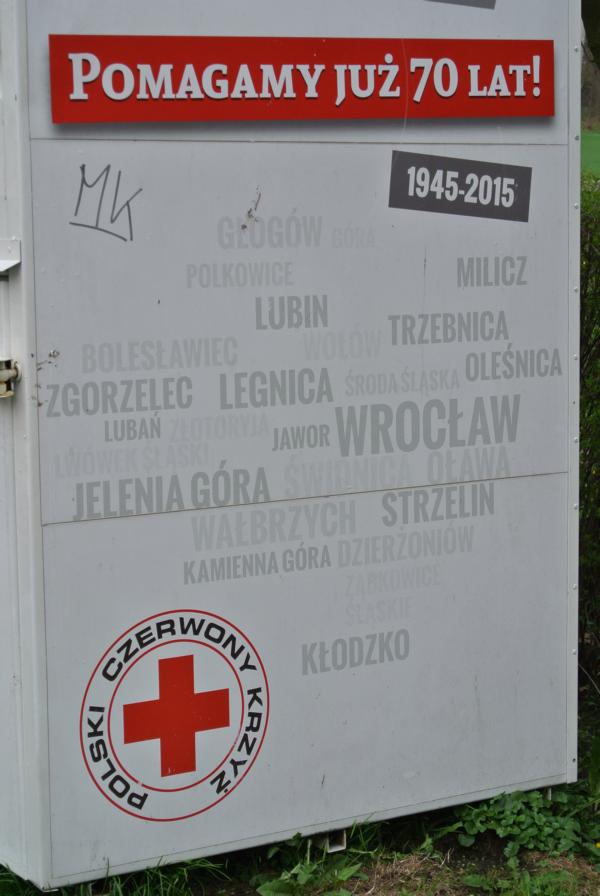 POMAGAMY JUŻ 70 LAT!
MK
1945-2015
GŁOGÓW GÓRA
POLKOWICE MILICZ
LUBIN
BOLESŁAWIEC WOŁÓW TRZEBNICA
ZGORZELEC LEGNICA ŚRODA ŚLĄSKA OLEŚNICA
LUBAŃ ZŁOTORYJA JAWOR WROCŁAW
LWÓWEK ŚLĄSKI
JELENIA GÓRA ŚWIDNICA OŁAWA
WAŁBRZYCH STRZELIN
KAMIENNA GÓRA DZIERŻONIÓW
ZĄBKOWICE
ŚLĄSKIE
KŁODZKO
POLSKI CZERWONY KRZYŻ